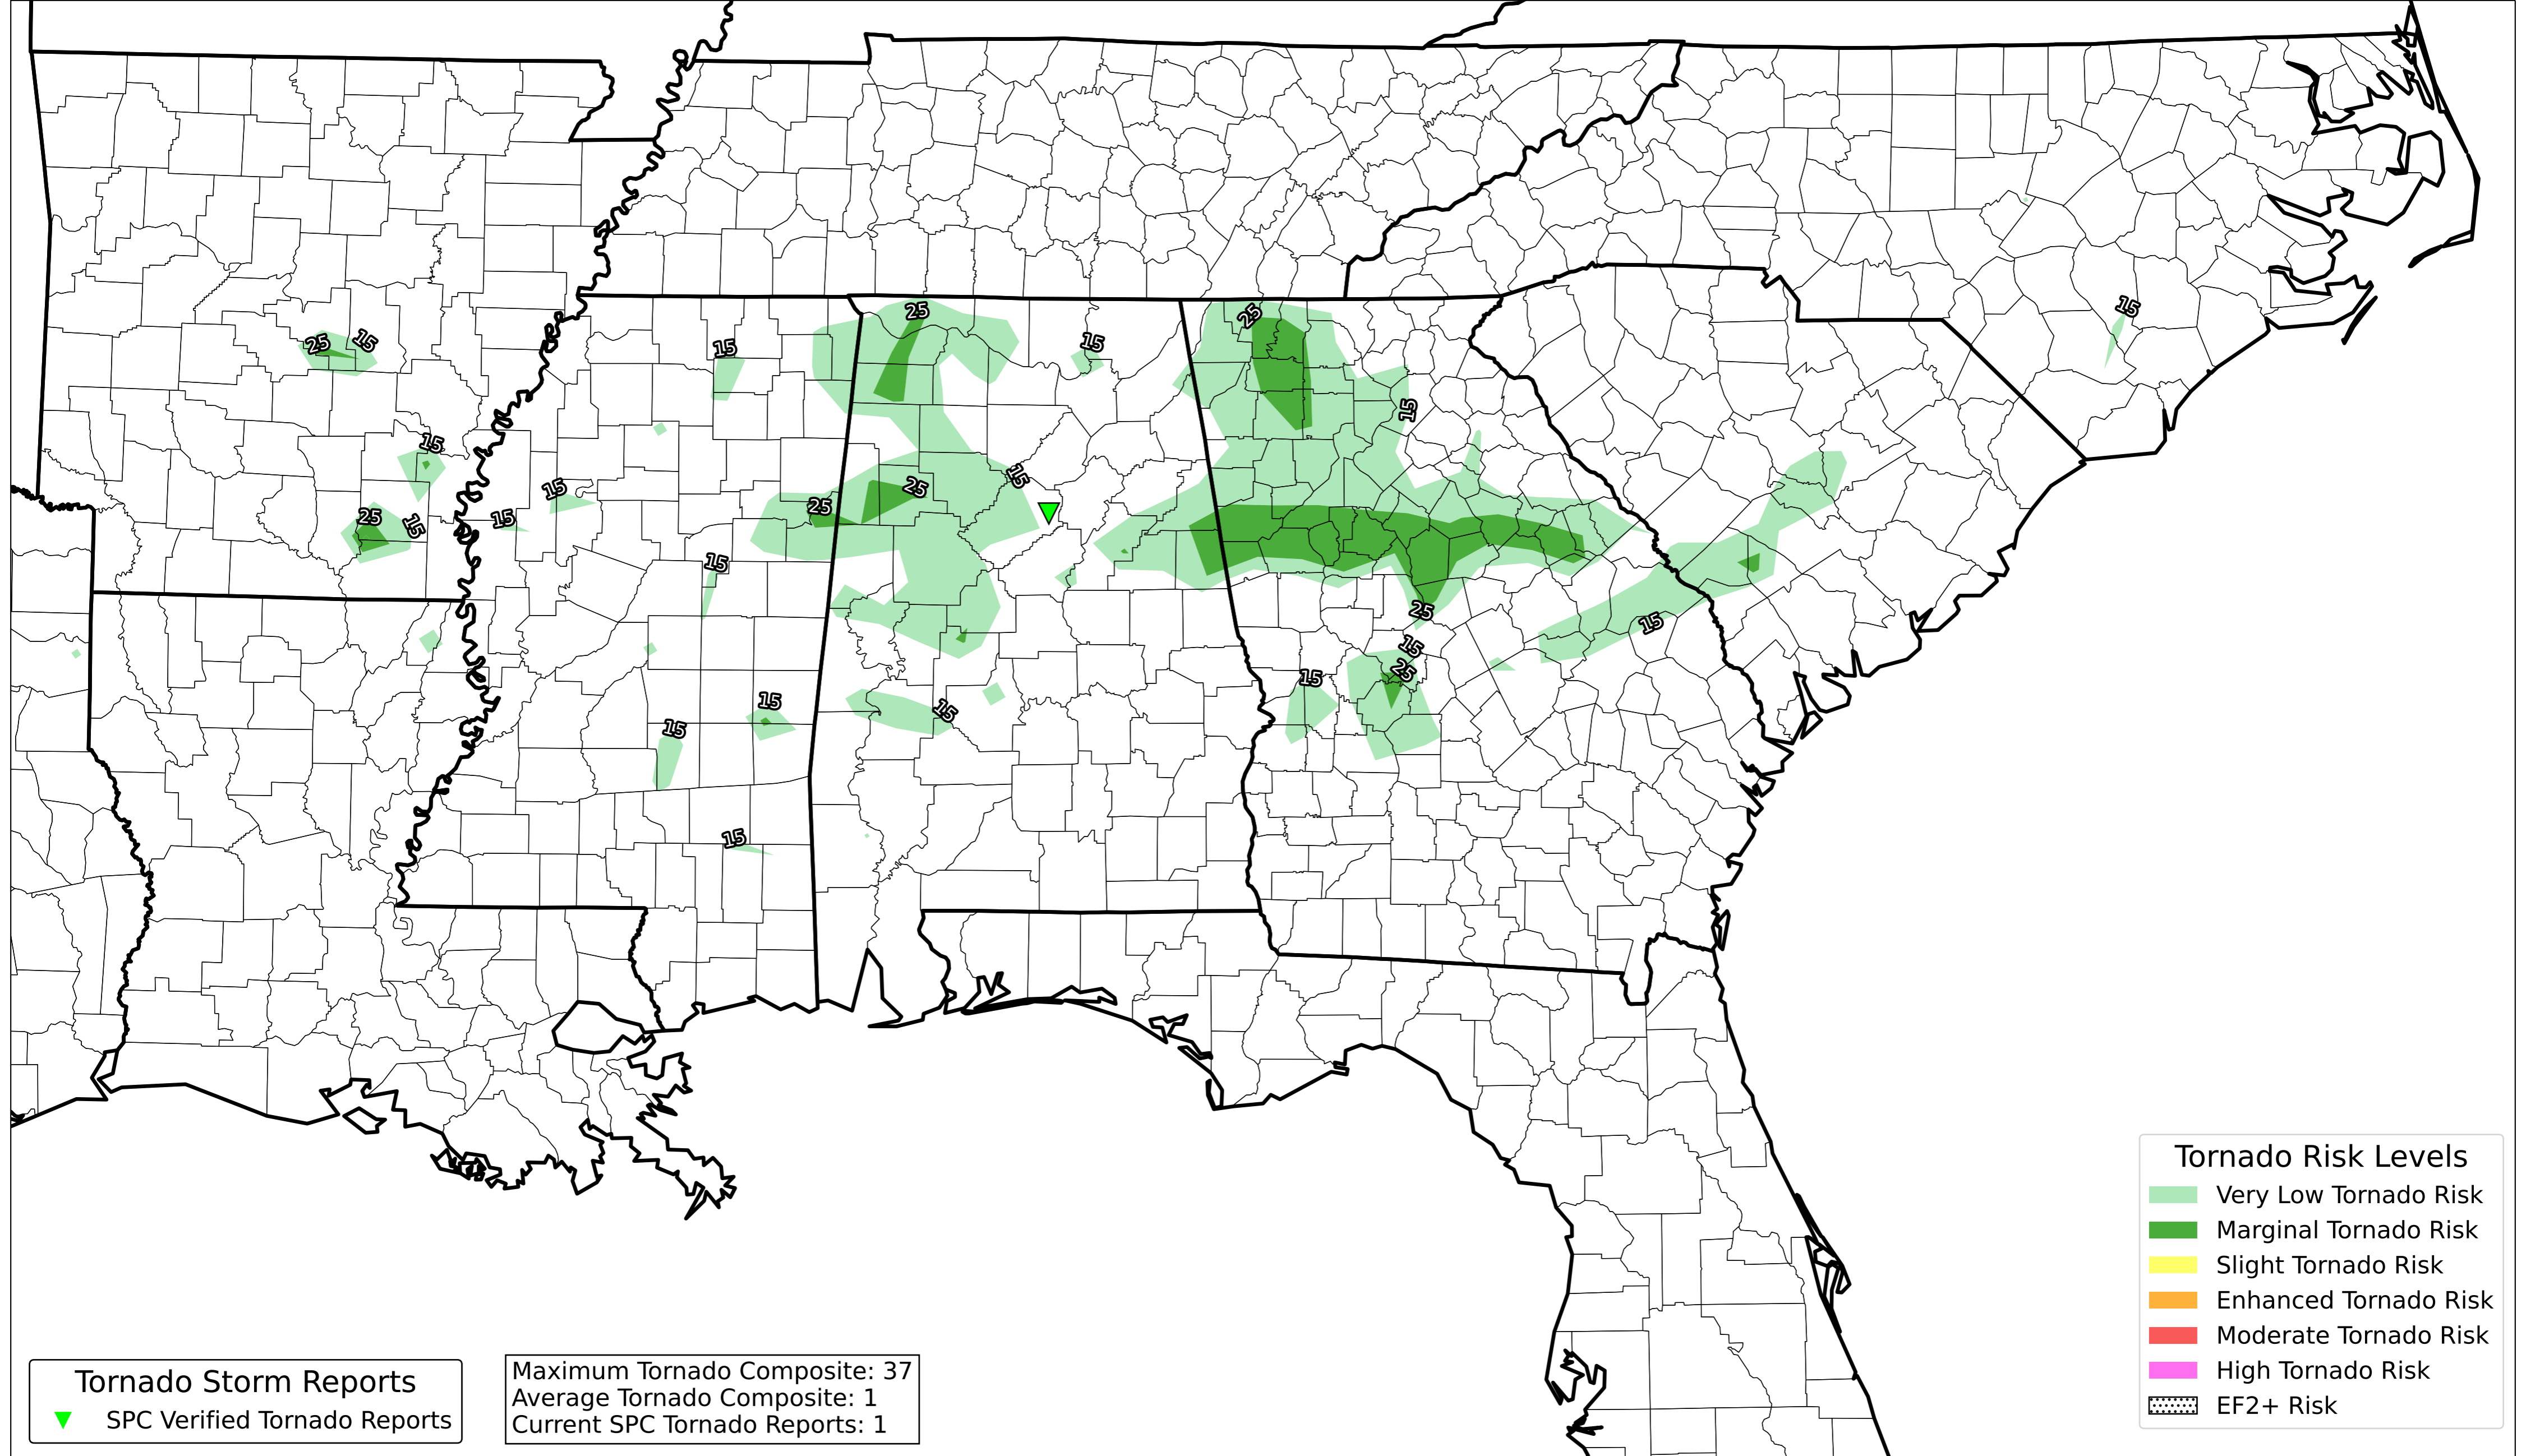 25
25
15
15
15
25
25
15
15
15
15
25
15
15
25
25
15
15
15
25
15
15
25
15
15
15
15
15
Tornado Risk Levels
Very Low Tornado Risk
Marginal Tornado Risk
Slight Tornado Risk
Enhanced Tornado Risk
Moderate Tornado Risk
High Tornado Risk
EF2+ Risk
Tornado Storm Reports
SPC Verified Tornado Reports
Maximum Tornado Composite: 37
Average Tornado Composite: 1
Current SPC Tornado Reports: 1